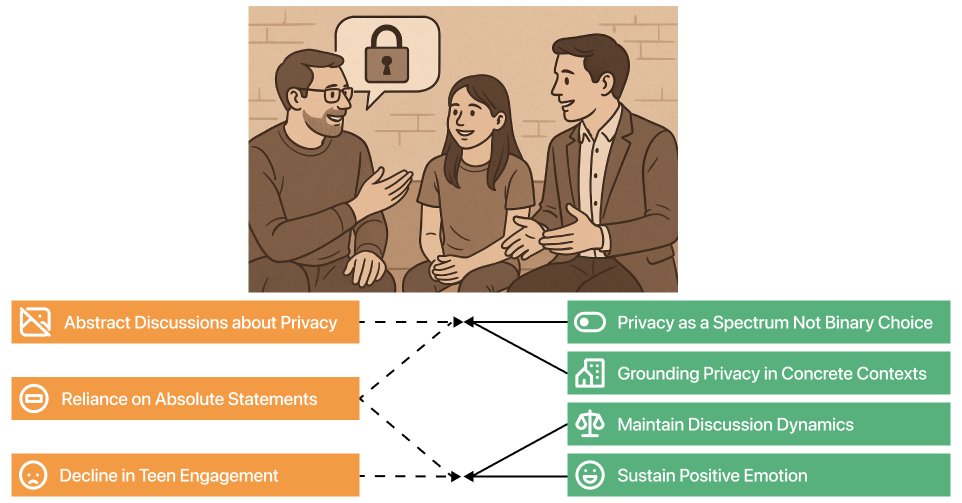 Abstract Discussions about Privacy
Reliance on Absolute Statements
Decline in Teen Engagement
Privacy as a Spectrum Not Binary Choice
Grounding Privacy in Concrete Contexts
Maintain Discussion Dynamics
Sustain Positive Emotion